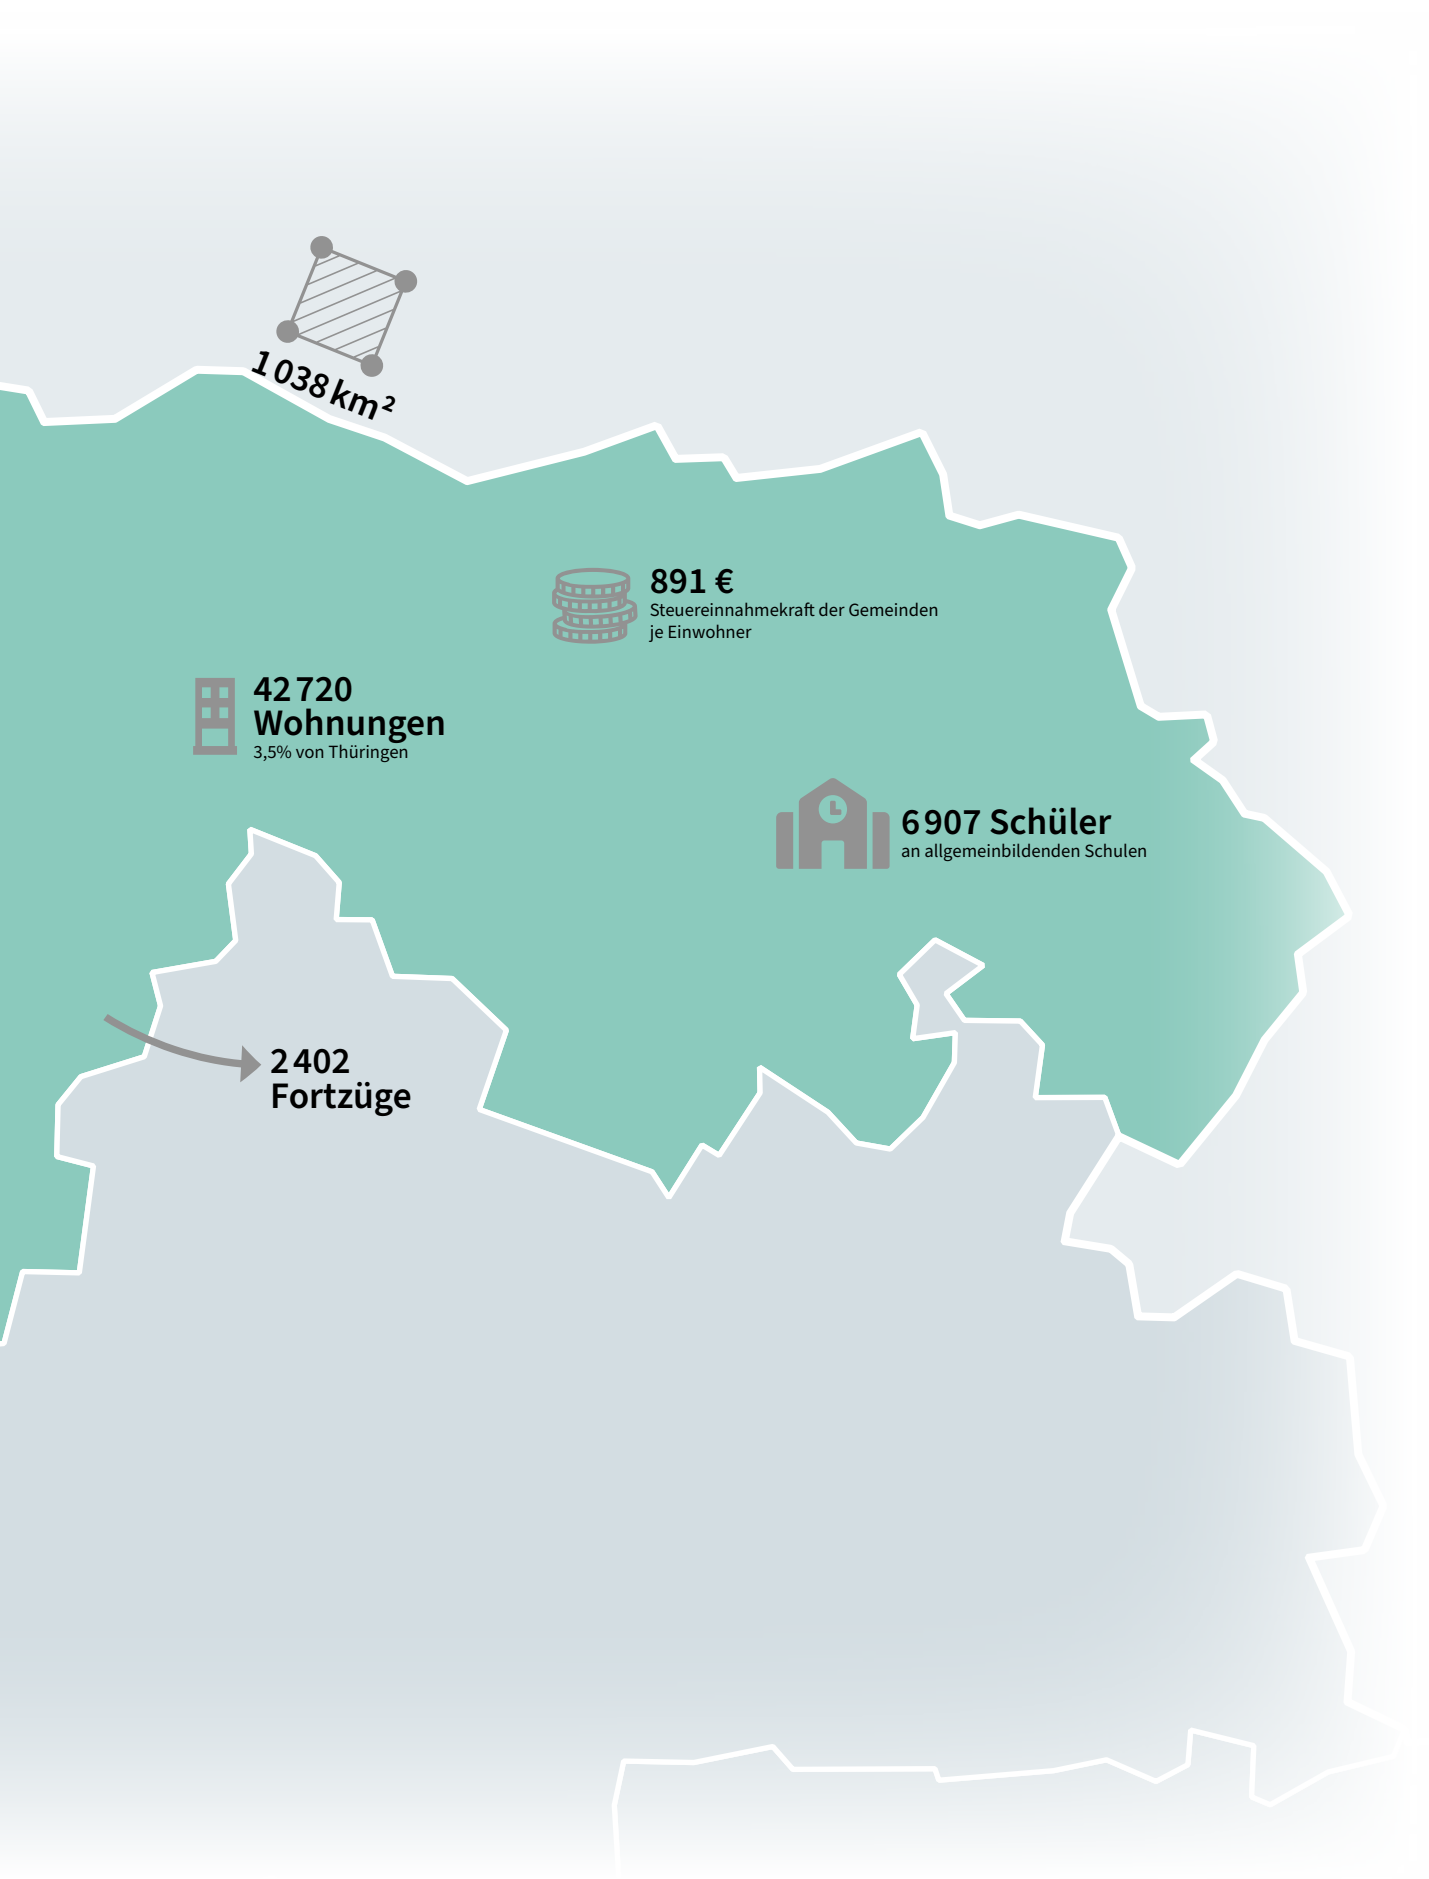 1 038 km²
891 €
Steuereinnahmekraft der Gemeinden
je Einwohner
42 720
Wohnungen
3,5% von Thüringen
6 907 Schüler
an allgemeinbildenden Schulen
2 402
Fortzüge